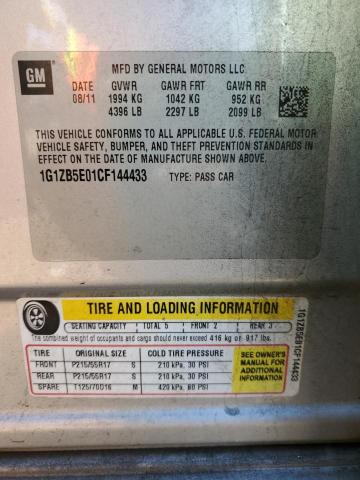 GM
MFD BY GENERAL MOTORS LLC
DATE GVWR GAWR FRT GAWR RR
08/11 1994 KG 1042 KG 952 KG
4396 LB 2297 LB 2099 LB
THIS VEHICLE CONFORMS TO ALL APPLICABLE U.S. FEDERAL MOTOR
VEHICLE SAFETY, BUMPER, AND THEFT PREVENTION STANDARDS
IN EFFECT ON THE DATE OF MANUFACTURE SHOWN ABOVE.
1G1ZB5E01CF144433 TYPE: PASS CAR
TIRE AND LOADING INFORMATION
SEATING CAPACITY TOTAL 5 FRONT 2 REAR 3
The combined weight of occupants and cargo should never exceed 416 kg or 917 lbs.
TIRE ORIGINAL SIZE COLD TIRE PRESSURE
FRONT P215/55R17 S 210 kPa, 30 PSI
REAR P215/55R17 S 210 kPa, 30 PSI
SPARE T125/70D16 M 420 kPa, 60 PSI
SEE OWNER'S
MANUAL FOR
ADDITIONAL
INFORMATION